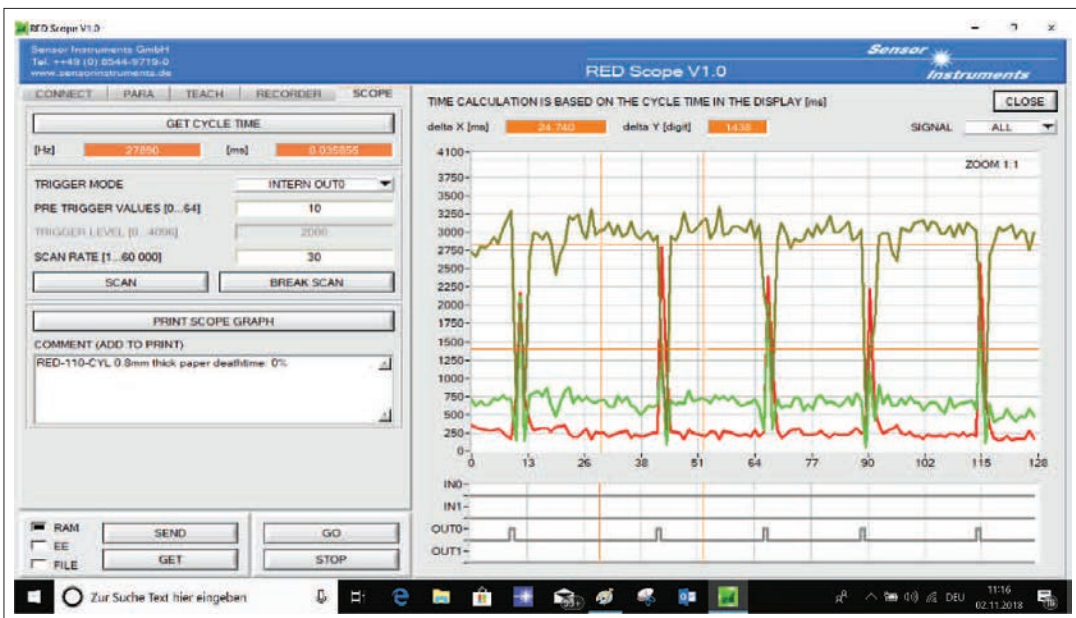 RED Scope V1.0
Sensor Instruments GmbH
Tel. ++49 (0) 8544-9719-0
www.sensorinstruments.de
RED Scope V1.0
Sensor
Instruments
CONNECT PARA TEACH RECORDER SCOPE
GET CYCLE TIME
[Hz] 27890 [ms] 0.035855
TRIGGER MODE INTERN OUT0
PRE TRIGGER VALUES [0...64] 10
TRIGGER LEVEL [0...4096] 2000
SCAN RATE [1...60 000] 30
SCAN BREAK SCAN
PRINT SCOPE GRAPH
COMMENT (ADD TO PRINT)
RED-110-CYL 0.8mm thick paper deathtime: 0%
RAM
EE
FILE
SEND GO
GET STOP
TIME CALCULATION IS BASED ON THE CYCLE TIME IN THE DISPLAY [ms]
CLOSE
delta X [ms] 24.740 delta Y [digit] 1438 SIGNAL ALL
ZOOM 1:1
4100
3750
3500
3250
3000
2750
2500
2250
2000
1750
1500
1250
1000
750
500
250
0
0 13 26 38 51 64 77 90 102 115 128
IN0
IN1
OUT0
OUT1
Zur Suche Text hier eingeben
99+
DEU
11:16
02.11.2018